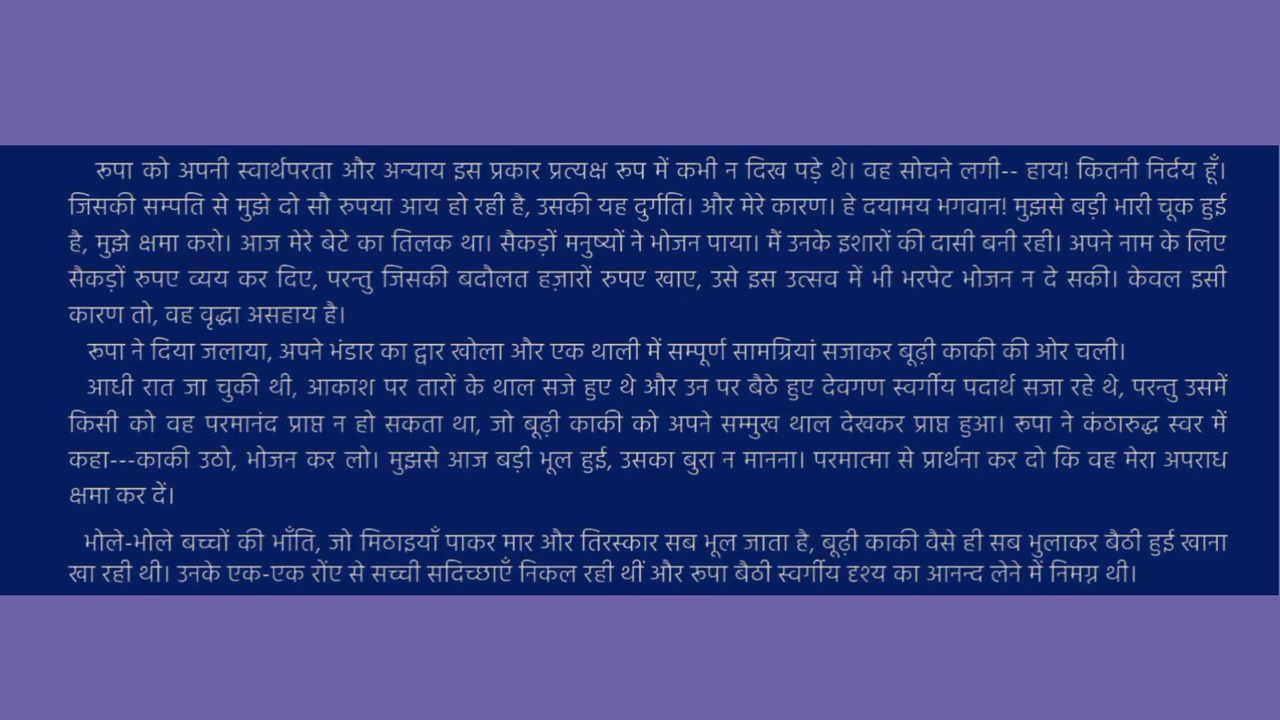 रूपा को अपनी स्वार्थपरता और अन्याय इस प्रकार प्रत्यक्ष रूप में कभी न दिख पड़े थे। वह सोचने लगी-- हाय! कितनी निर्दय हूँ।
जिसकी सम्पति से मुझे दो सौ रुपया आय हो रही है, उसकी यह दुर्गति। और मेरे कारण। हे दयामय भगवान! मुझसे बड़ी भारी चूक हुई
है, मुझे क्षमा करो। आज मेरे बेटे का तिलक था। सैकड़ों मनुष्यों ने भोजन पाया। मैं उनके इशारों की दासी बनी रही। अपने नाम के लिए
सैकड़ों रुपए व्यय कर दिए, परन्तु जिसकी बदौलत हज़ारों रुपए खाए, उसे इस उत्सव में भी भरपेट भोजन न दे सकी। केवल इसी
कारण तो, वह वृद्धा असहाय है।
रूपा ने दिया जलाया, अपने भंडार का द्वार खोला और एक थाली में सम्पूर्ण सामग्रियां सजाकर बूढ़ी काकी की ओर चली।
आधी रात जा चुकी थी, आकाश पर तारों के थाल सजे हुए थे और उन पर बैठे हुए देवगण स्वर्गीय पदार्थ सजा रहे थे, परन्तु उसमें
किसी को वह परमानंद प्राप्त न हो सकता था, जो बूढ़ी काकी को अपने सम्मुख थाल देखकर प्राप्त हुआ। रूपा ने कंठारुद्ध स्वर में
कहा---काकी उठो, भोजन कर लो। मुझसे आज बड़ी भूल हुई, उसका बुरा न मानना। परमात्मा से प्रार्थना कर दो कि वह मेरा अपराध
क्षमा कर दें।
भोले-भोले बच्चों की भाँति, जो मिठाइयाँ पाकर मार और तिरस्कार सब भूल जाता है, बूढ़ी काकी वैसे ही सब भुलाकर बैठी हुई खाना
खा रही थी। उनके एक-एक रोंए से सच्ची सदिच्छाएँ निकल रही थीं और रूपा बैठी स्वर्गीय दृश्य का आनन्द लेने में निमग्न थी।